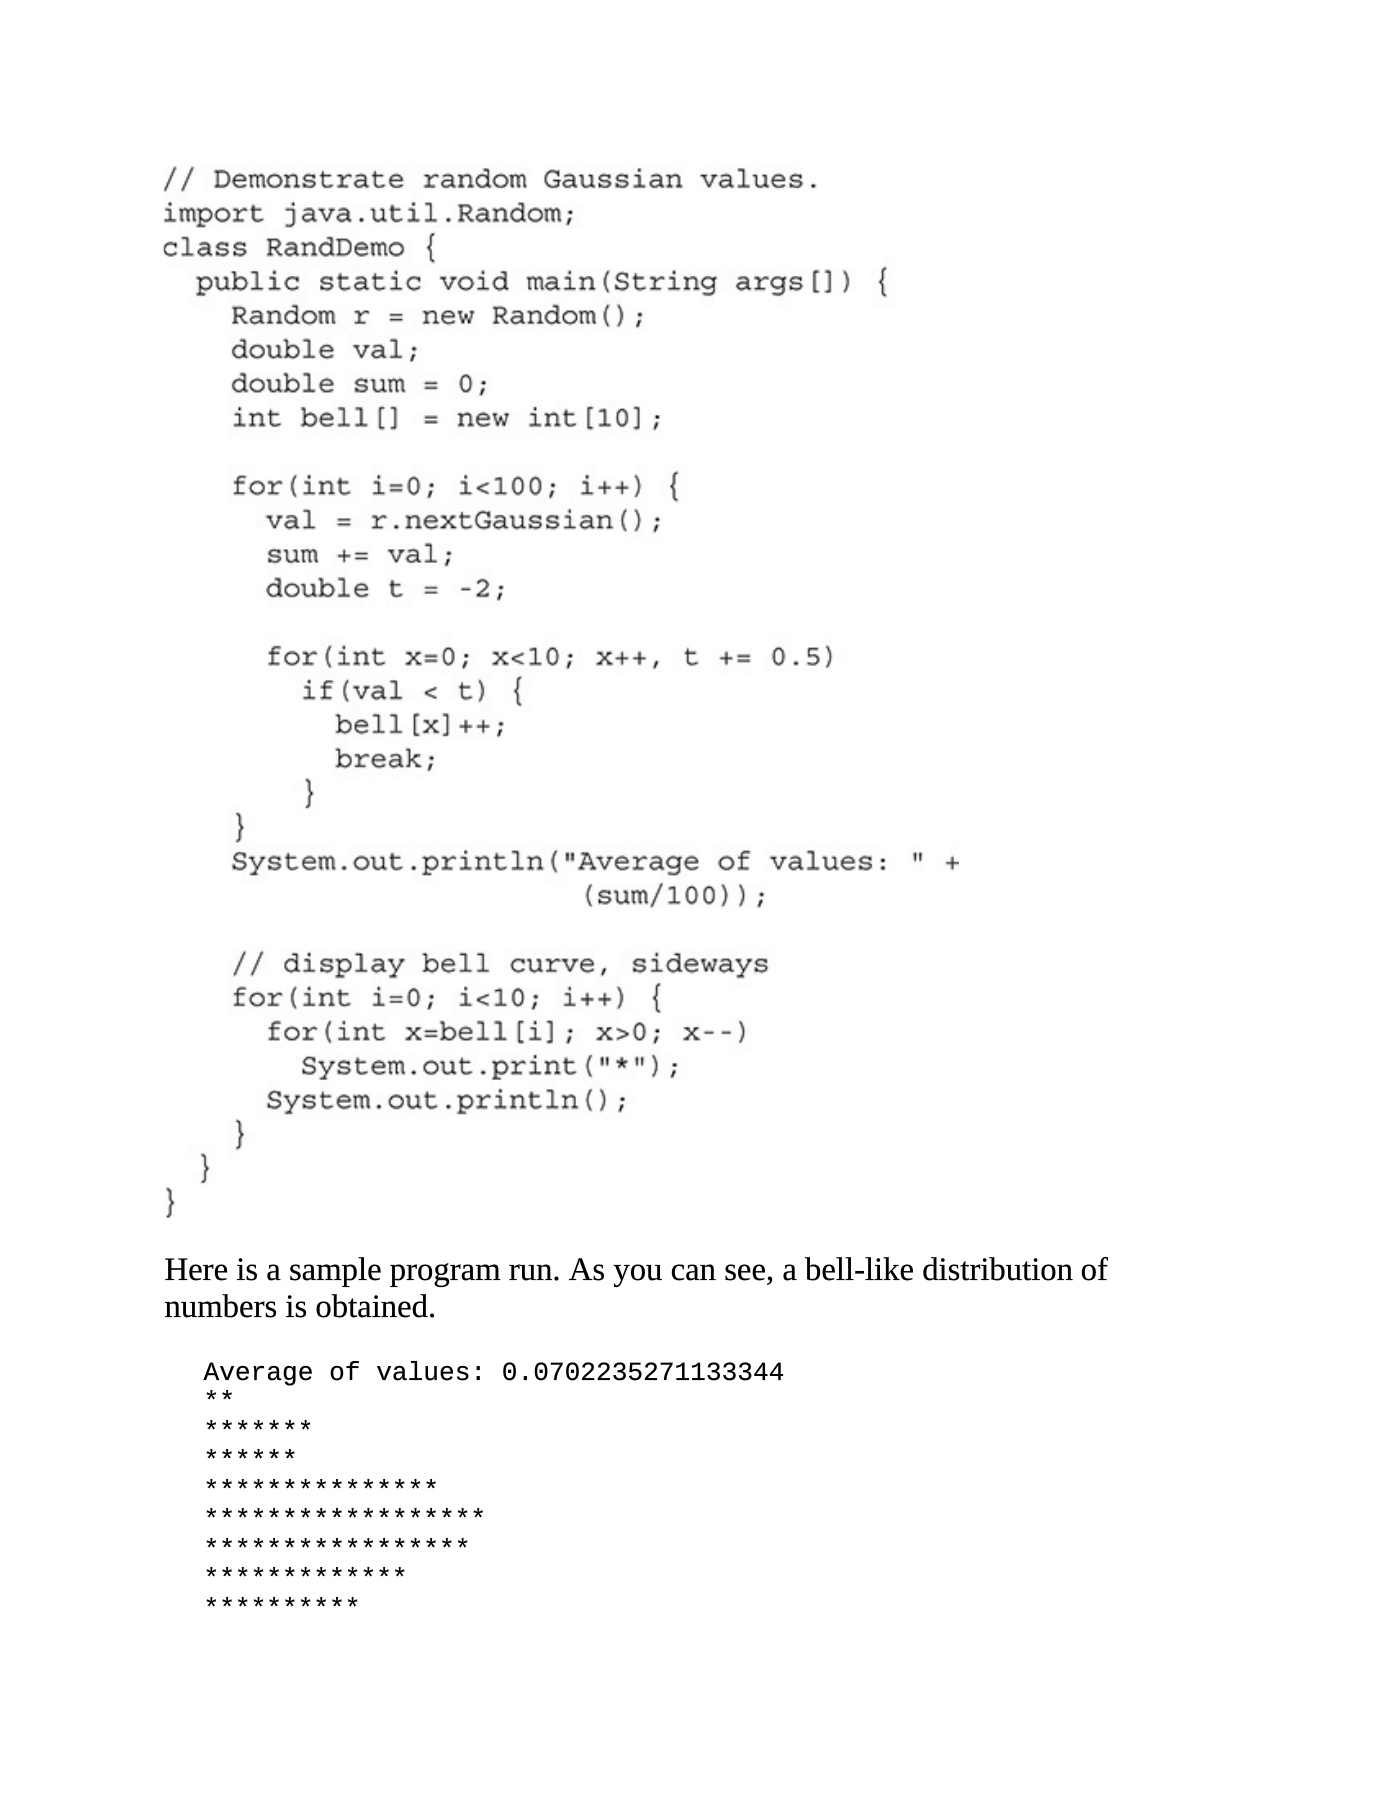 // Demonstrate random Gaussian values.
import java.util.Random;
class RandDemo {
  public static void main(String args[]) {
    Random r = new Random();
    double val;
    double sum = 0;
    int bell[] = new int[10];

    for(int i=0; i<100; i++) {
      val = r.nextGaussian();
      sum += val;
      double t = -2;

      for(int x=0; x<10; x++, t += 0.5)
        if(val < t) {
          bell[x]++;
          break;
        }
    }
    System.out.println("Average of values: " +
                        (sum/100));

    // display bell curve, sideways
    for(int i=0; i<10; i++) {
      for(int x=bell[i]; x>0; x--)
        System.out.print("*");
      System.out.println();
    }
  }
}
Here is a sample program run. As you can see, a bell-like distribution of
numbers is obtained.
Average of values: 0.0702235271133344
**
*******
******
***************
******************
*****************
*************
**********